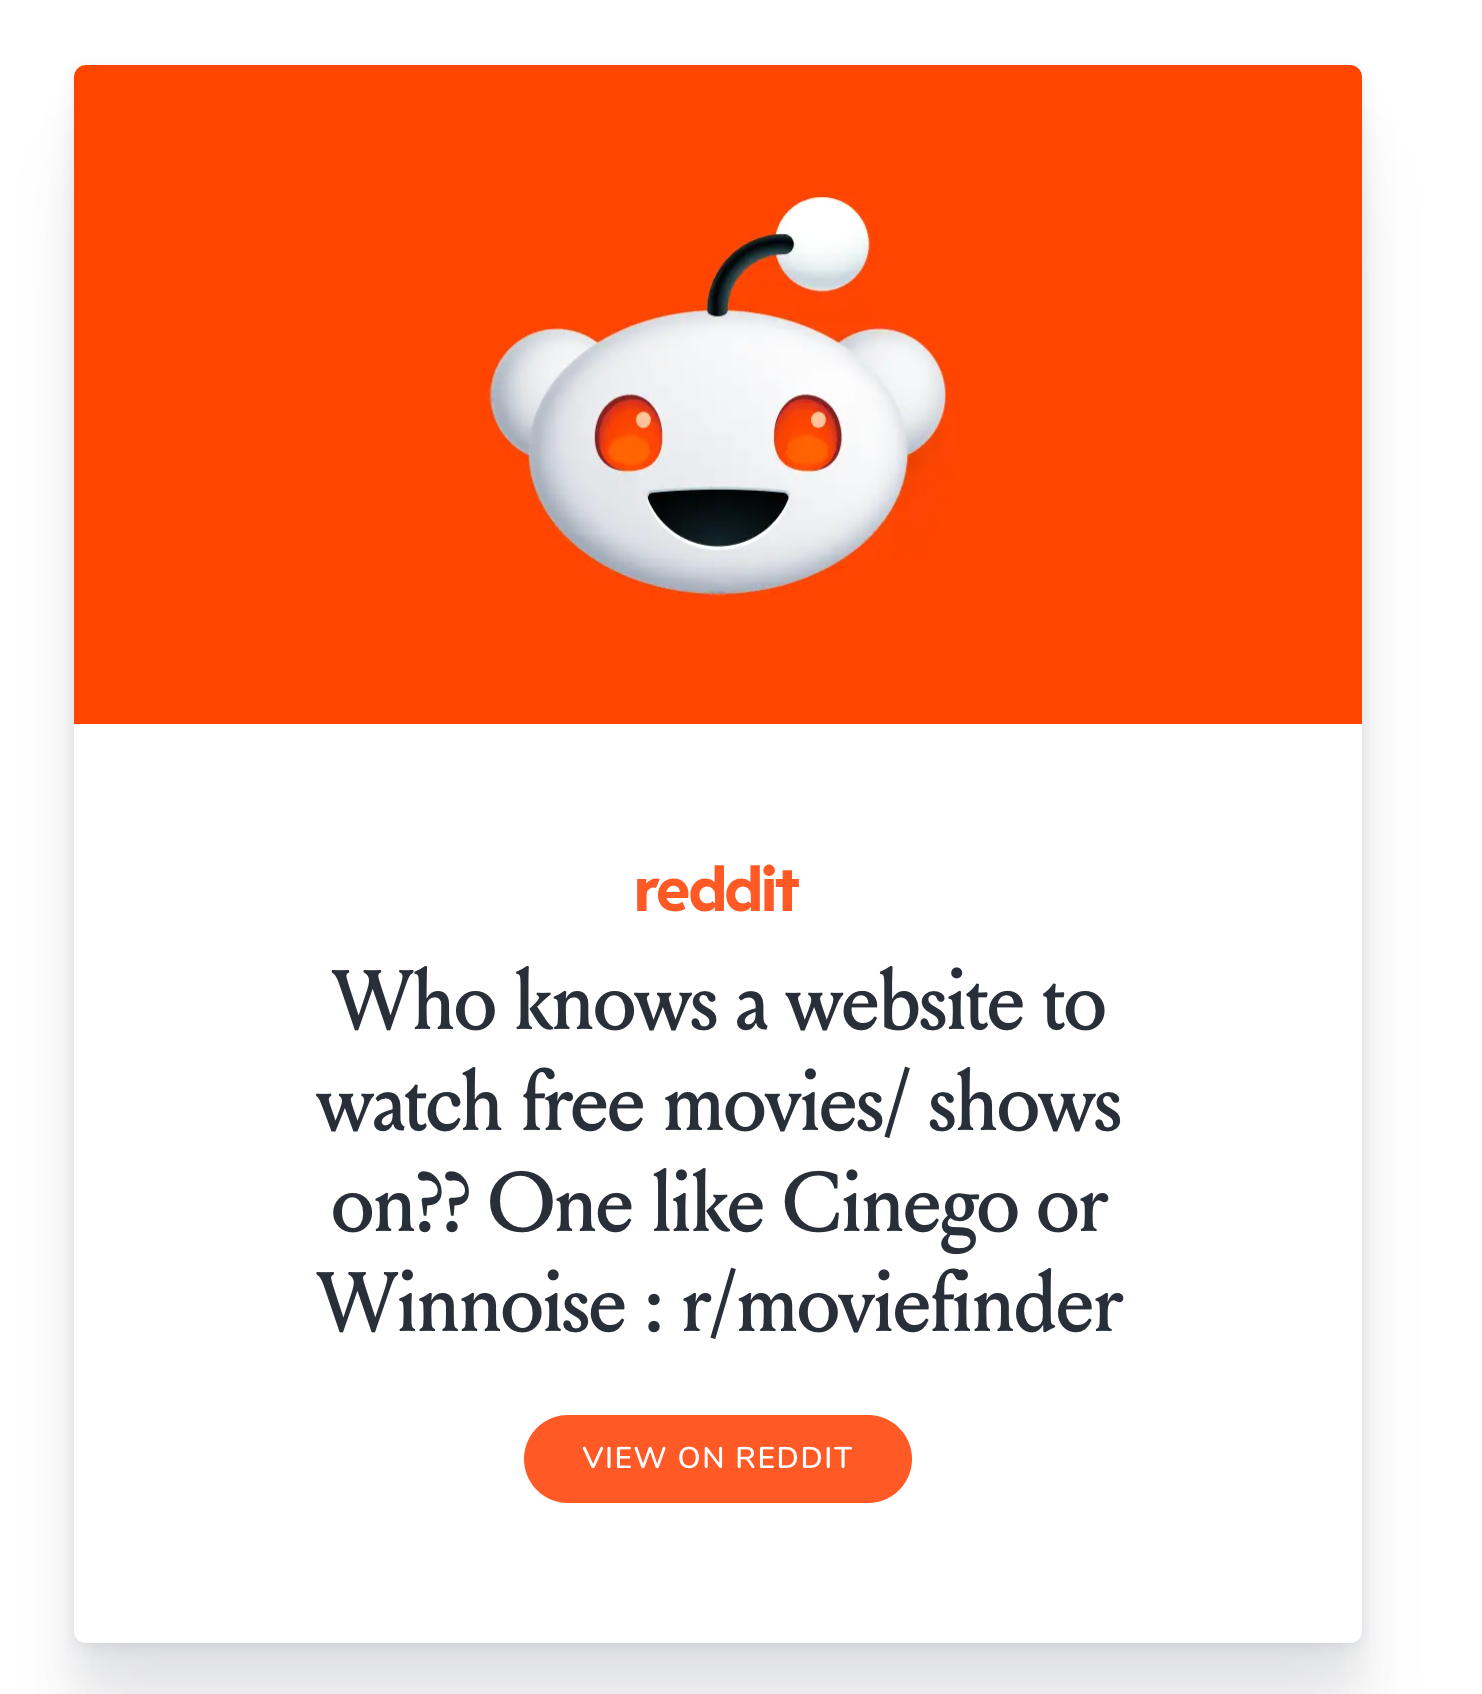 reddit
Who knows a website to
watch free movies/ shows
on?? One like Cinego or
Winnoise : r/moviefinder
VIEW ON REDDIT